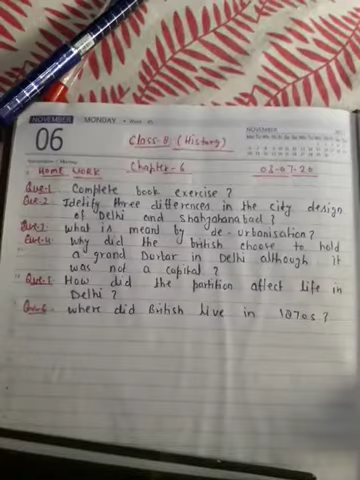 NOVEMBER
MONDAY
06
NOVEMBER
Class-8 (History)
HOME WORK Chapter-6 03-07-20
Que-1 Complete book exercise ?
Que-2 Idetify three differences in the city design
of Delhi and Shahjahanabad ?
Que-3 what is meant by de-urbanisation?
Que-4 why did the british choose to hold
a grand Durbar in Delhi although it
was not a capital ?
Que-5 How did the partition affect life in
Delhi ?
Que-6 where did British live in 1870s ?